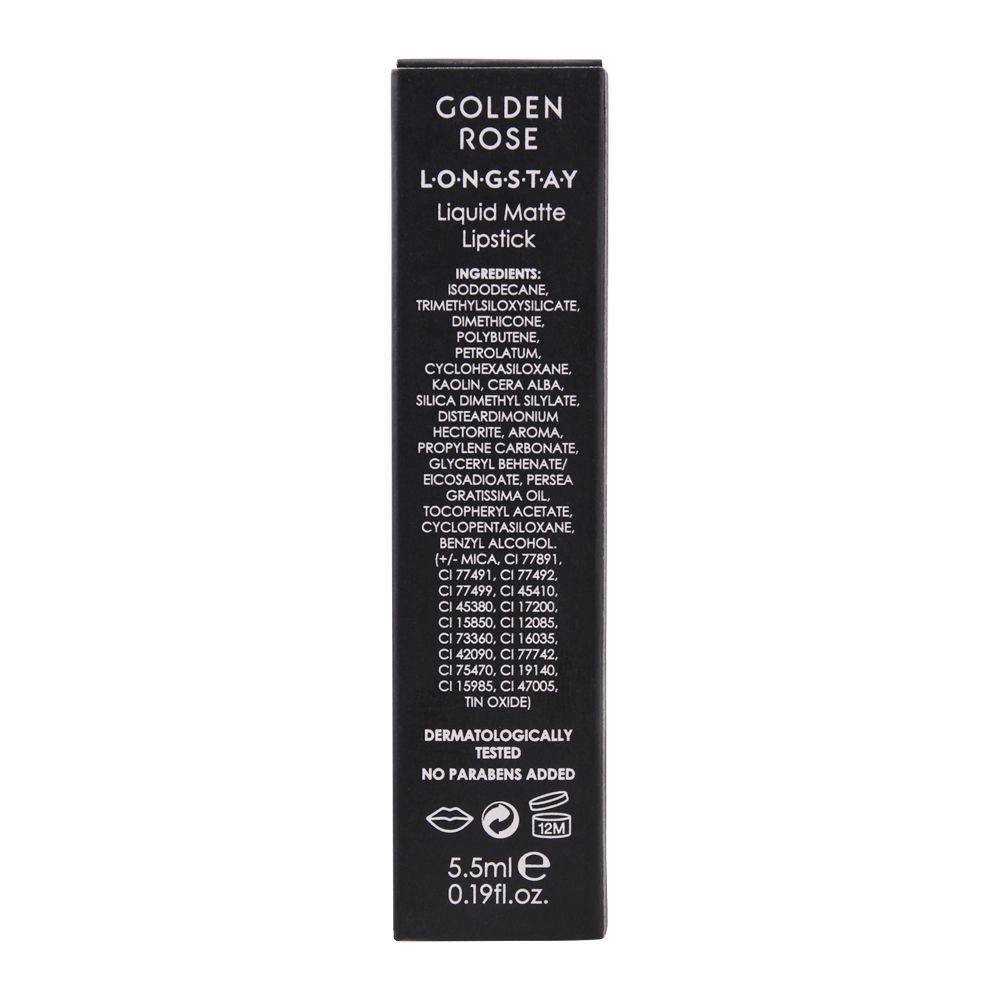 GOLDEN
ROSE
L·O·N·G·S·T·A·Y
Liquid Matte
Lipstick
INGREDIENTS:
ISODODECANE,
TRIMETHYLSILOXYSILICATE,
DIMETHICONE,
POLYBUTENE,
PETROLATUM,
CYCLOHEXASILOXANE,
KAOLIN, CERA ALBA,
SILICA DIMETHYL SILYLATE,
DISTEARDIMONIUM
HECTORITE, AROMA,
PROPYLENE CARBONATE,
GLYCERYL BEHENATE/
EICOSADIOATE, PERSEA
GRATISSIMA OIL,
TOCOPHERYL ACETATE,
CYCLOPENTASILOXANE,
BENZYL ALCOHOL.
(+/- MICA, CI 77891,
CI 77491, CI 77492,
CI 77499, CI 45410,
CI 45380, CI 17200,
CI 15850, CI 12085,
CI 73360, CI 16035,
CI 42090, CI 77742,
CI 75470, CI 19140,
CI 15985, CI 47005,
TIN OXIDE)
DERMATOLOGICALLY
TESTED
NO PARABENS ADDED
12M
5.5ml e
0.19fl.oz.